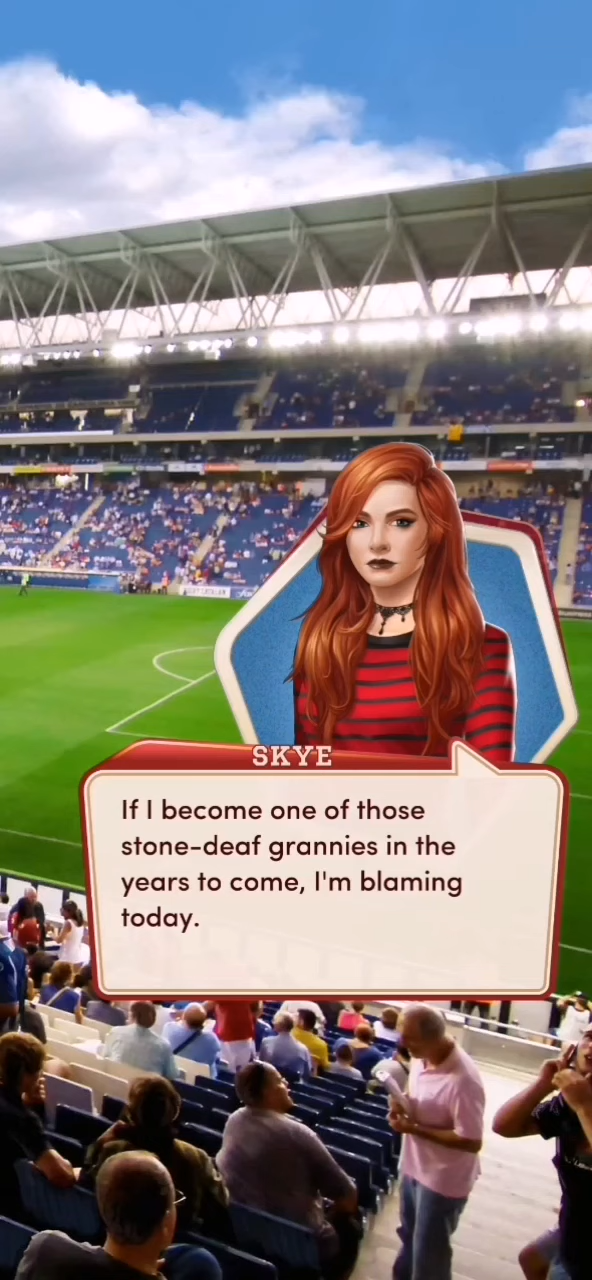 SKYE
If I become one of those
stone-deaf grannies in the
years to come, I'm blaming
today.